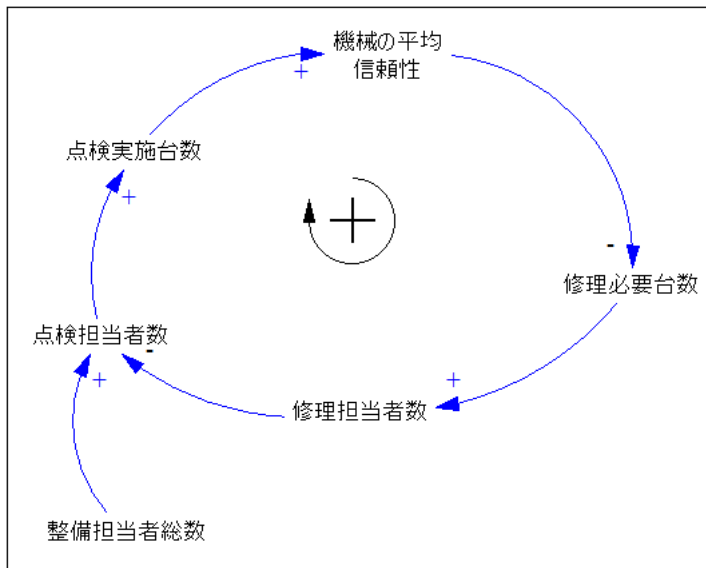 機械の平均
信頼性
+
点検実施台数
+
+
-
修理必要台数
点検担当者数
-
+
+
修理担当者数
整備担当者総数